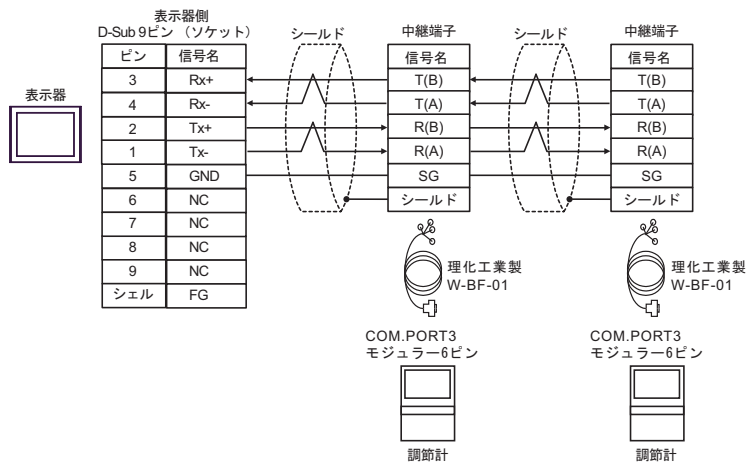 表示器側
D-Sub 9ピン （ソケット）
シールド
中継端子
シールド
中継端子
ピン 信号名
信号名
信号名
3 Rx+
T(B)
T(B)
表示器
4 Rx-
T(A)
T(A)
2 Tx+
R(B)
R(B)
1 Tx-
R(A)
R(A)
5 GND
SG
SG
6 NC
シールド
シールド
7 NC
8 NC
9 NC
シェル FG
理化工業製
W-BF-01
理化工業製
W-BF-01
COM.PORT3
モジュラー6ピン
COM.PORT3
モジュラー6ピン
調節計
調節計